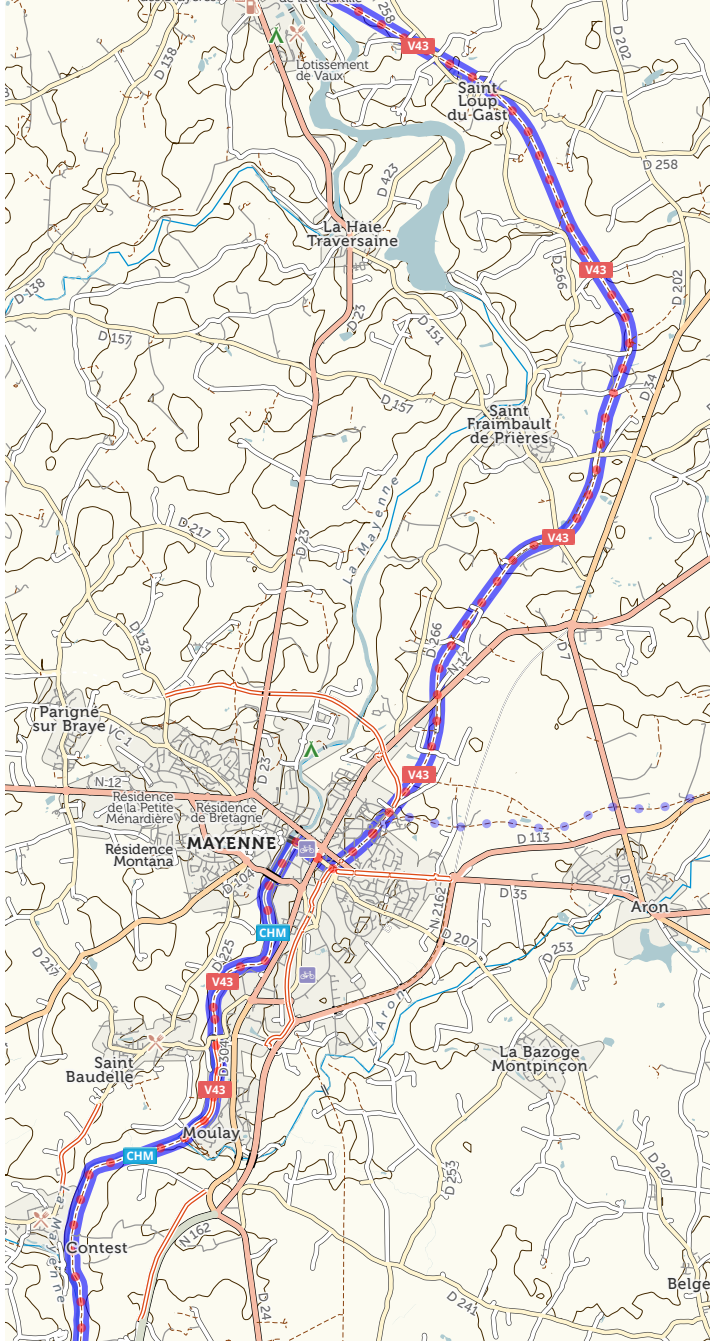 V43
D 258
D 202
D 138
Lotissement
de Vaux
Saint
Loup
du Gast
D 258
D 423
La Haie
Traversaine
V43
D 266
D 202
D 138
D 23
D 151
D 157
D 157
D 34
Saint
Fraimbault
de Prières
La Mayenne
D 217
D 23
V43
D 132
D 266
N 12
D 7
Parigné
sur Braye
VC 1
D 23
V43
N 12
Résidence
de la Petite
Ménardière
Résidence
de Bretagne
D 113
MAYENNE
Résidence
Montana
D 104
D 35
N 2162
Aron
CHM
D 207
D 253
D 217
D 225
V43
L'Aron
D 304
La Bazoge
Montpinçon
Saint
Baudelle
V43
Moulay
CHM
D 253
D 207
La Mayenne
N 162
Contest
Belge
D 24
D 241